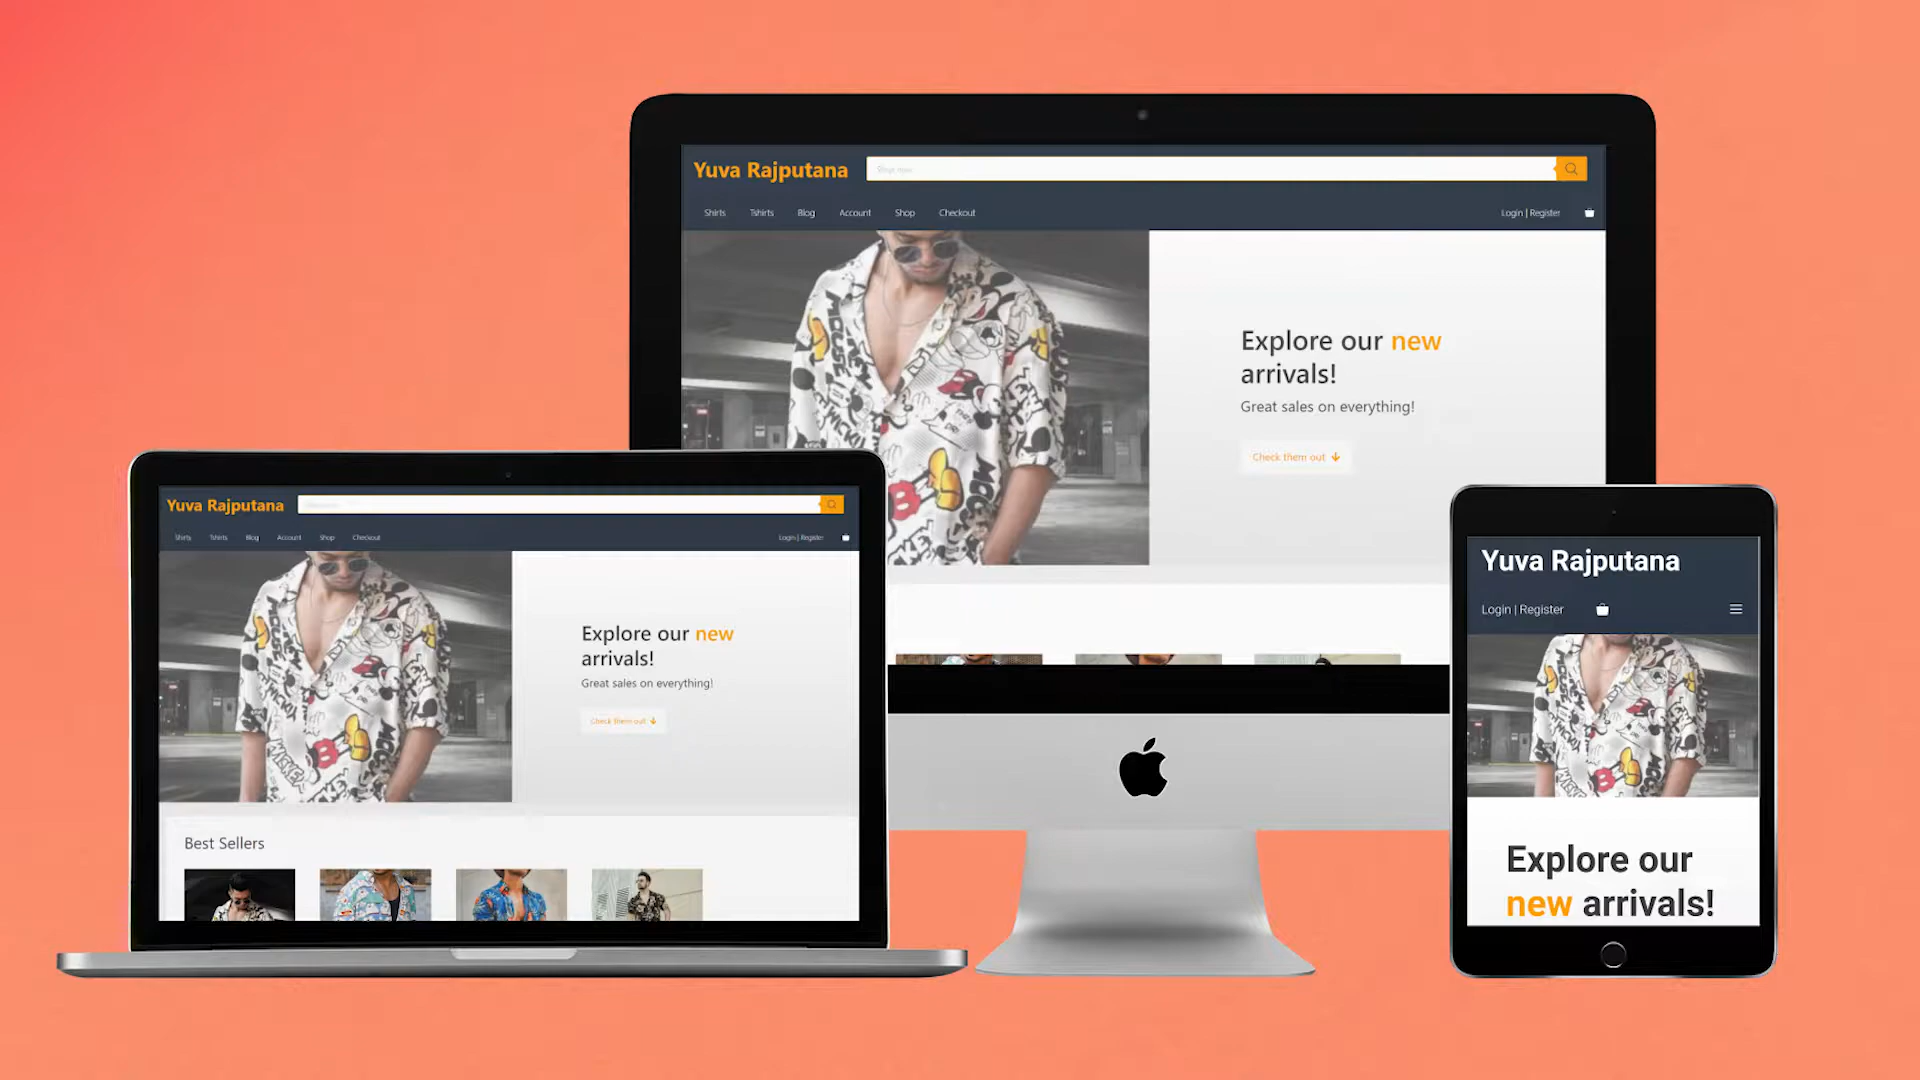 Yuva Rajputana
Shop now
Shirts Tshirts Blog Account Shop Checkout Login | Register
Explore our new
arrivals!
Great sales on everything!
Check them out
Yuva Rajputana
Shirts Tshirts Blog Account Shop Checkout Login | Register
Explore our new
arrivals!
Great sales on everything!
Check them out
Best Sellers
Yuva Rajputana
Login | Register
Explore our
new arrivals!